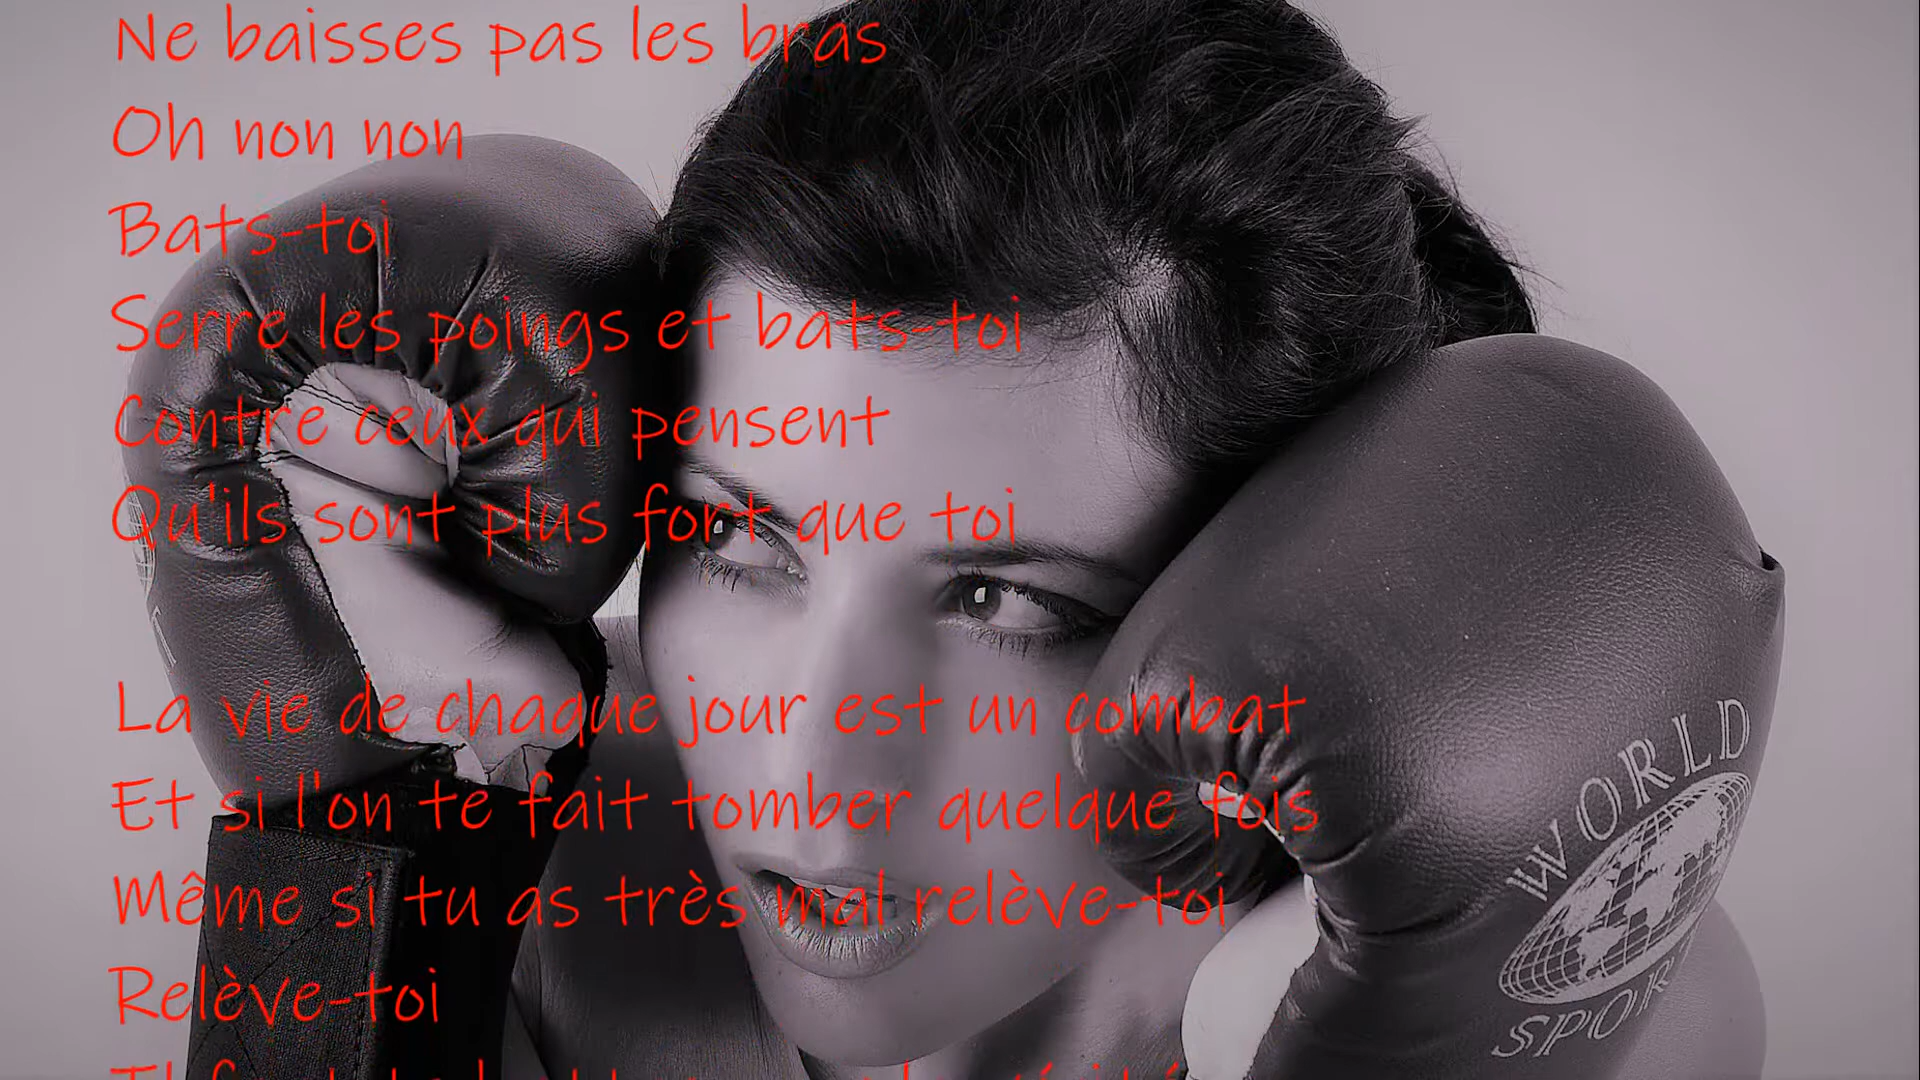 Ne baisses pas les bras
Oh non non
Bats-toi
Serre les poings et bats-toi
Contre ceux qui pensent
Qu'ils sont plus fort que toi
La vie de chaque jour est un combat
Et si l'on te fait tomber quelque fois
Même si tu as très mal relève-toi
Relève-toi
WORLD
SPORT